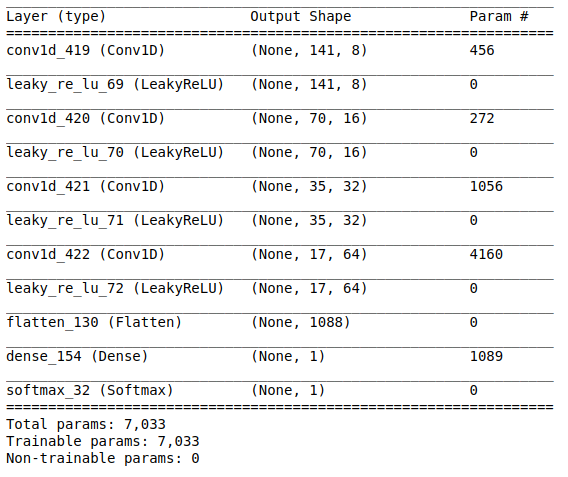 Layer (type) Output Shape Param #
=================================================================
conv1d_419 (Conv1D) (None, 141, 8) 456
leaky_re_lu_69 (LeakyReLU) (None, 141, 8) 0
conv1d_420 (Conv1D) (None, 70, 16) 272
leaky_re_lu_70 (LeakyReLU) (None, 70, 16) 0
conv1d_421 (Conv1D) (None, 35, 32) 1056
leaky_re_lu_71 (LeakyReLU) (None, 35, 32) 0
conv1d_422 (Conv1D) (None, 17, 64) 4160
leaky_re_lu_72 (LeakyReLU) (None, 17, 64) 0
flatten_130 (Flatten) (None, 1088) 0
dense_154 (Dense) (None, 1) 1089
softmax_32 (Softmax) (None, 1) 0
=================================================================
Total params: 7,033
Trainable params: 7,033
Non-trainable params: 0